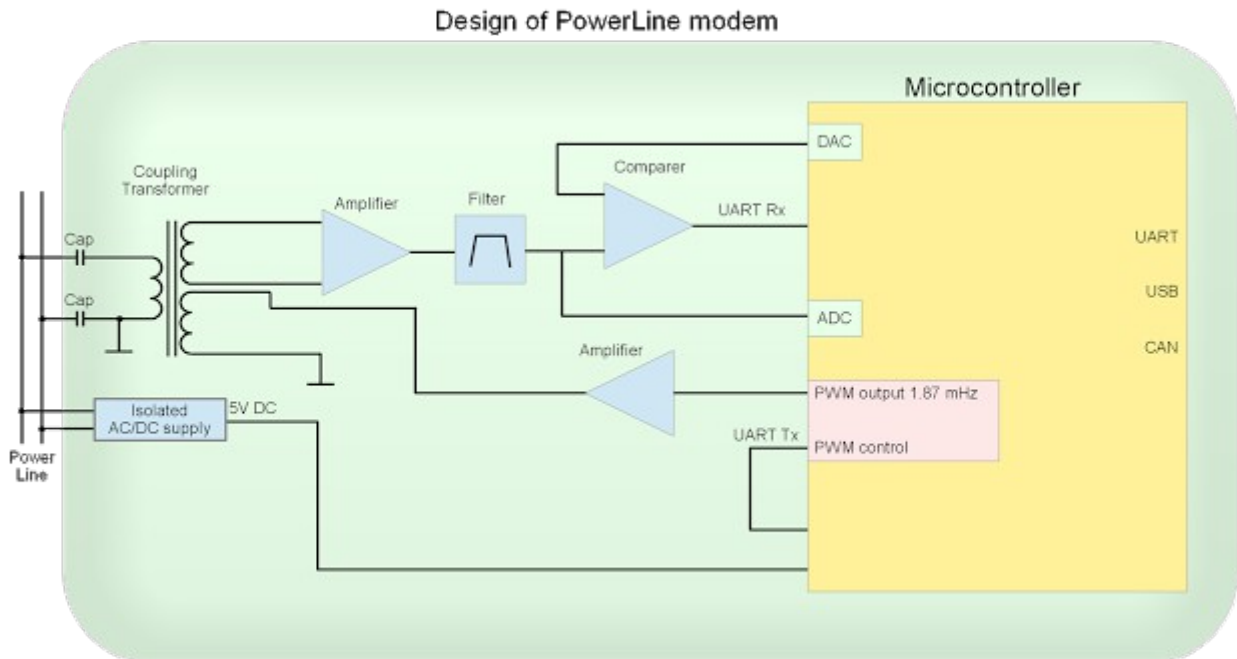 Design of PowerLine modem
Microcontroller
DAC
Comparer
Coupling
Transformer
Amplifier
Filter
UART Rx
UART
Cap
USB
Cap
ADC
CAN
Amplifier
PWM output 1.87 mHz
Isolated
AC/DC supply
5V DC
UART Tx
PWM control
Power
Line